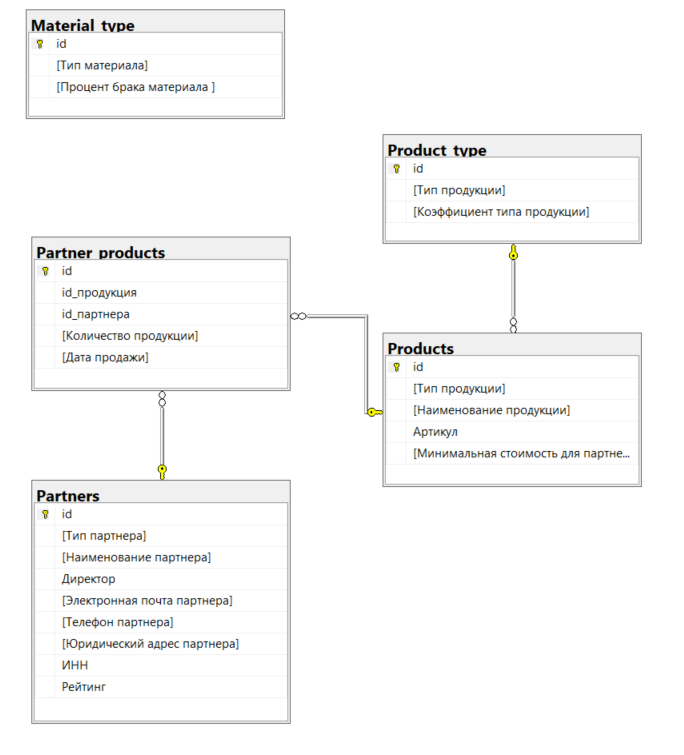 Material_type
id
[Тип материала]
[Процент брака материала ]
Product_type
id
[Тип продукции]
[Коэффициент типа продукции]
Partner_products
id
id_продукция
id_партнера
[Количество продукции]
[Дата продажи]
Products
id
[Тип продукции]
[Наименование продукции]
Артикул
[Минимальная стоимость для партне...
Partners
id
[Тип партнера]
[Наименование партнера]
Директор
[Электронная почта партнера]
[Телефон партнера]
[Юридический адрес партнера]
ИНН
Рейтинг